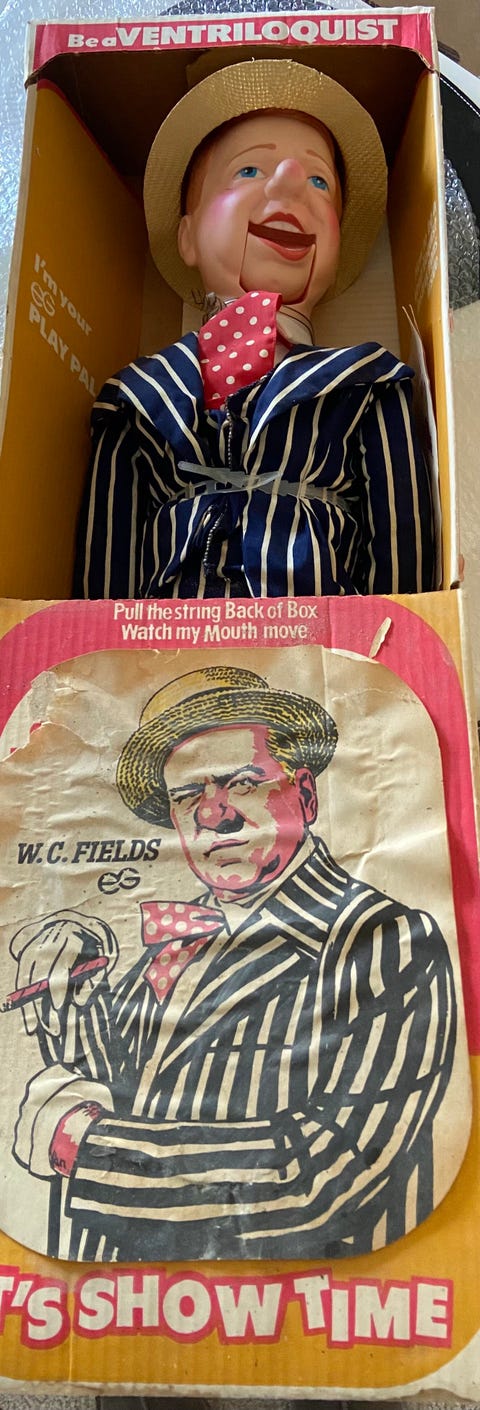 Be a VENTRILOQUIST
I'm your
EG
PLAY PAL
Pull the string Back of Box
Watch my Mouth move
W.C. FIELDS
EG
T'S SHOW TIME